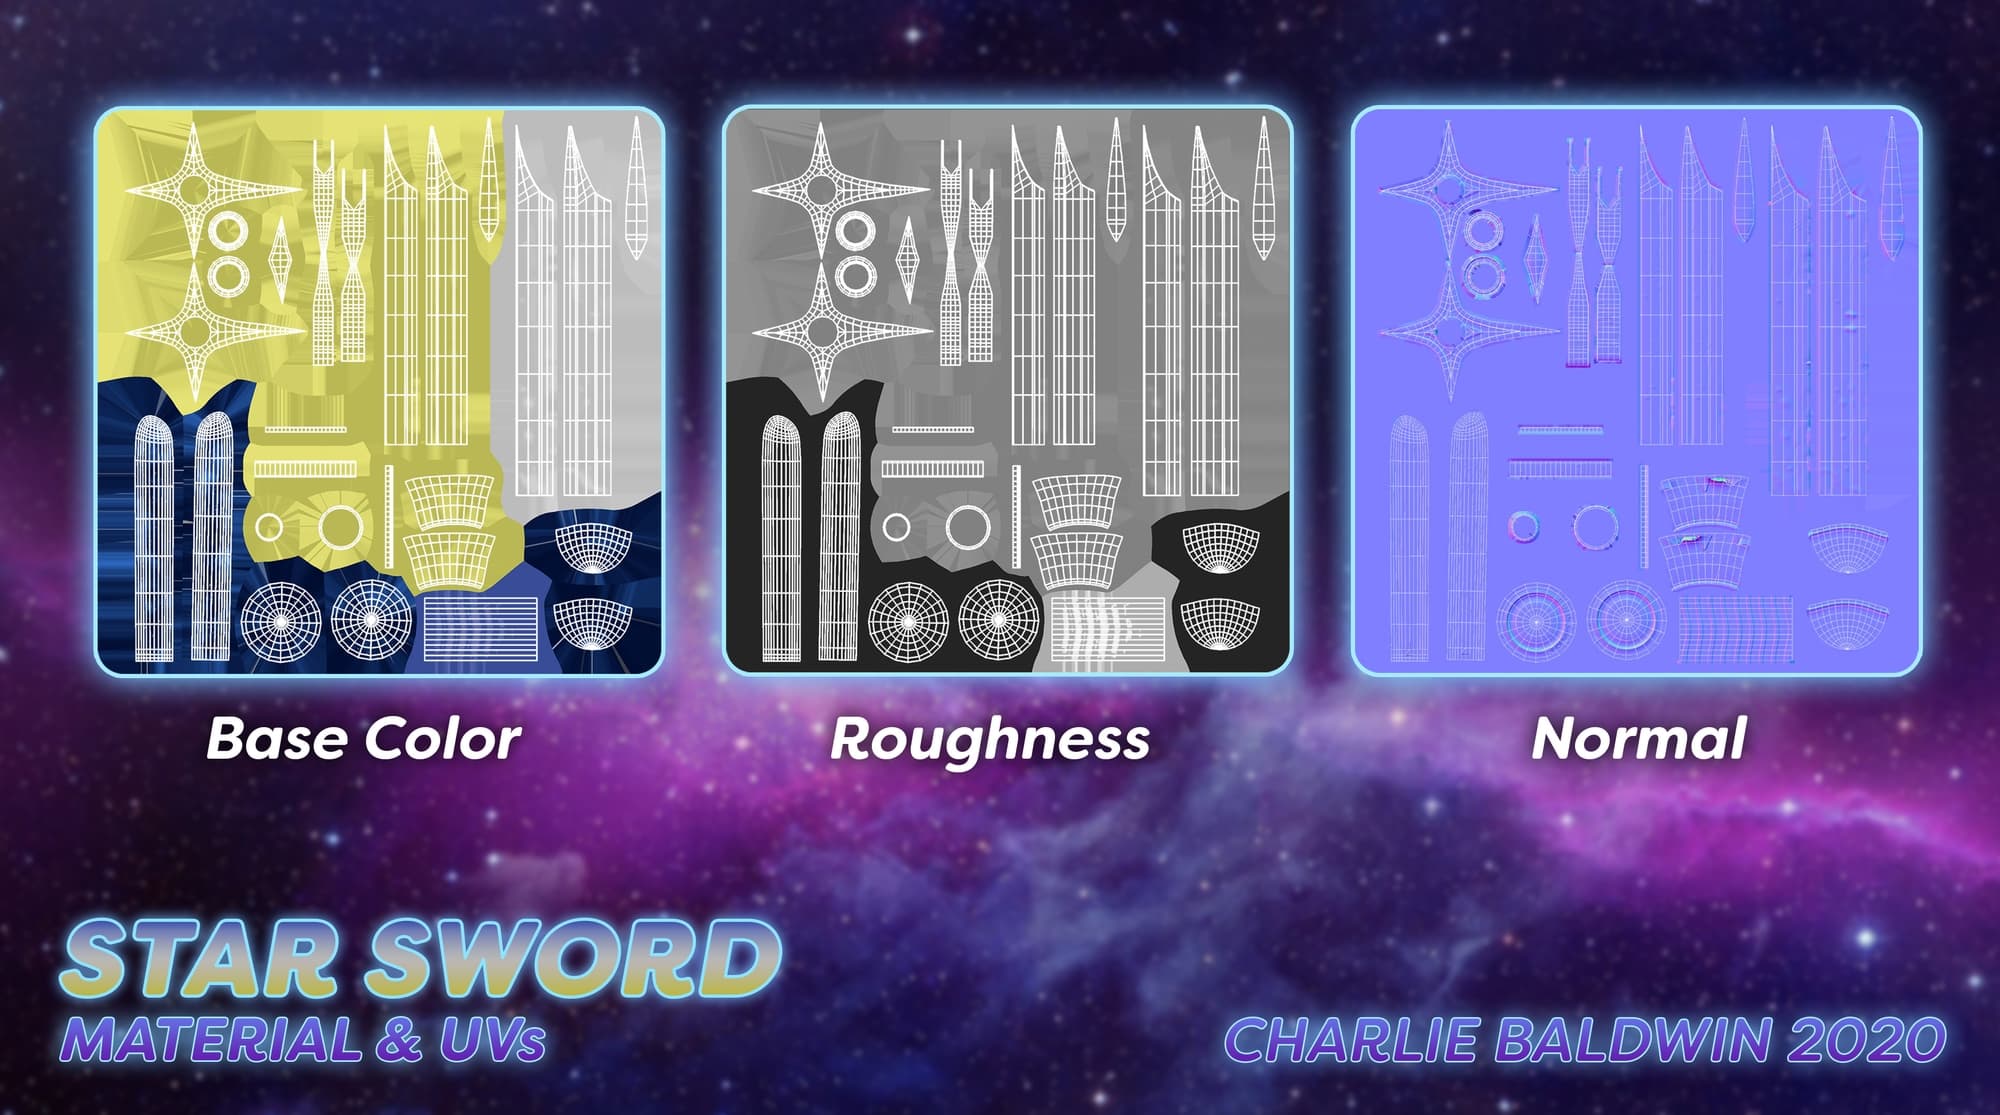 Base Color
Roughness
Normal
STAR SWORD
MATERIAL & UVs
CHARLIE BALDWIN 2020